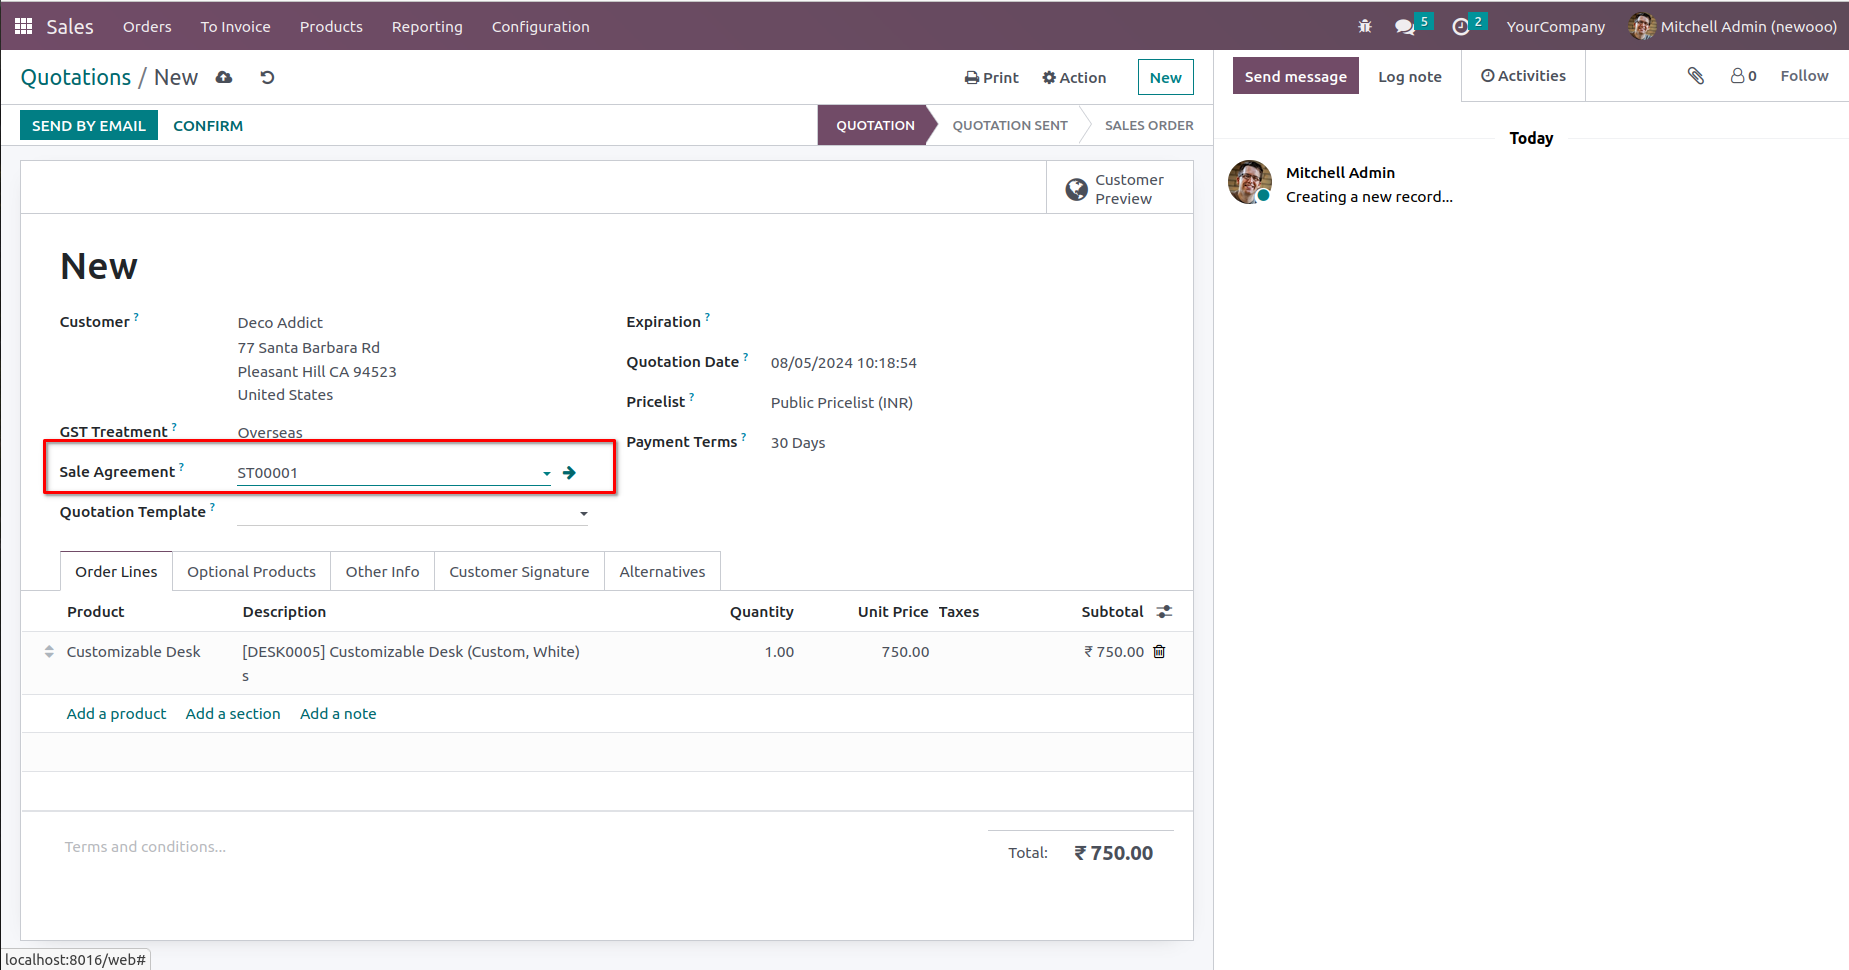 Sales Orders To Invoice Products Reporting Configuration 5 2 YourCompany Mitchell Admin (newooo)
Quotations / New Print Action New
Send message Log note Activities 0 Follow
SEND BY EMAIL CONFIRM QUOTATION QUOTATION SENT SALES ORDER
Today
Mitchell Admin
Creating a new record...
Customer
Preview
New
Customer ? Deco Addict
77 Santa Barbara Rd
Pleasant Hill CA 94523
United States
GST Treatment ? Overseas
Sale Agreement ? ST00001
Quotation Template ?
Expiration ?
Quotation Date ? 08/05/2024 10:18:54
Pricelist ? Public Pricelist (INR)
Payment Terms ? 30 Days
Order Lines Optional Products Other Info Customer Signature Alternatives
Product Description Quantity Unit Price Taxes Subtotal
Customizable Desk [DESK0005] Customizable Desk (Custom, White) 1.00 750.00 ₹ 750.00
s
Add a product Add a section Add a note
Terms and conditions...
Total: ₹ 750.00
localhost:8016/web#